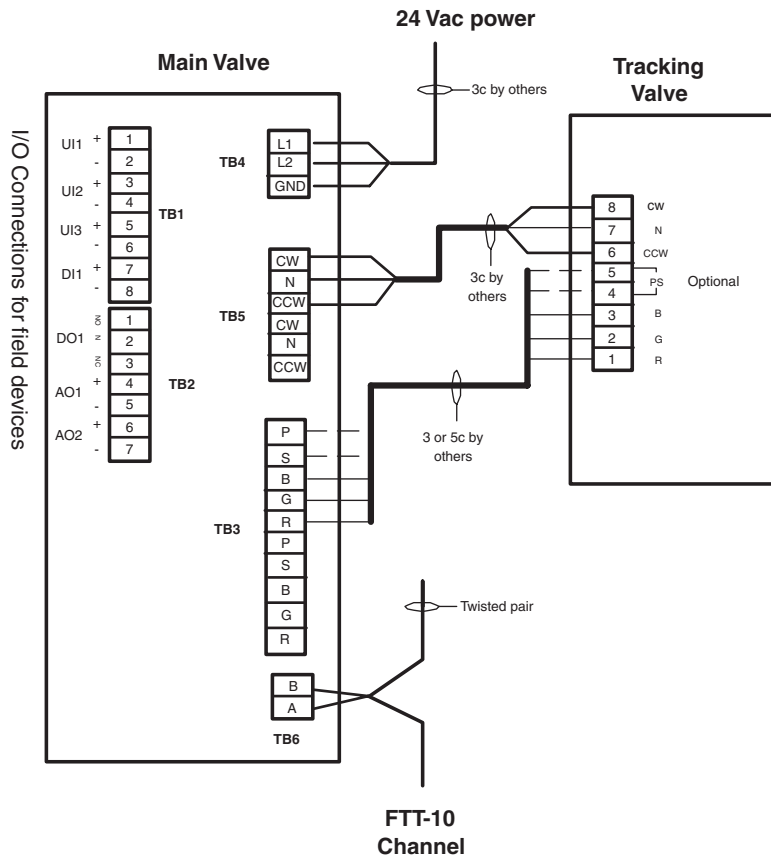 24 Vac power
Main Valve
3c by others
Tracking
Valve
I/O Connections for field devices
UI1 + 1
- 2
UI2 + 3
- 4
UI3 + 5
- 6
DI1 + 7
- 8
TB1
DO1 NO 1
N 2
NC 3
AO1 + 4
- 5
AO2 + 6
- 7
TB2
TB4
L1
L2
GND
TB5
CW
N
CCW
CW
N
CCW
3c by
others
8 CW
7 N
6 CCW
5
4
PS
Optional
3 B
2 G
1 R
3 or 5c by
others
TB3
P
S
B
G
R
P
S
B
G
R
Twisted pair
B
A
TB6
FTT-10
Channel